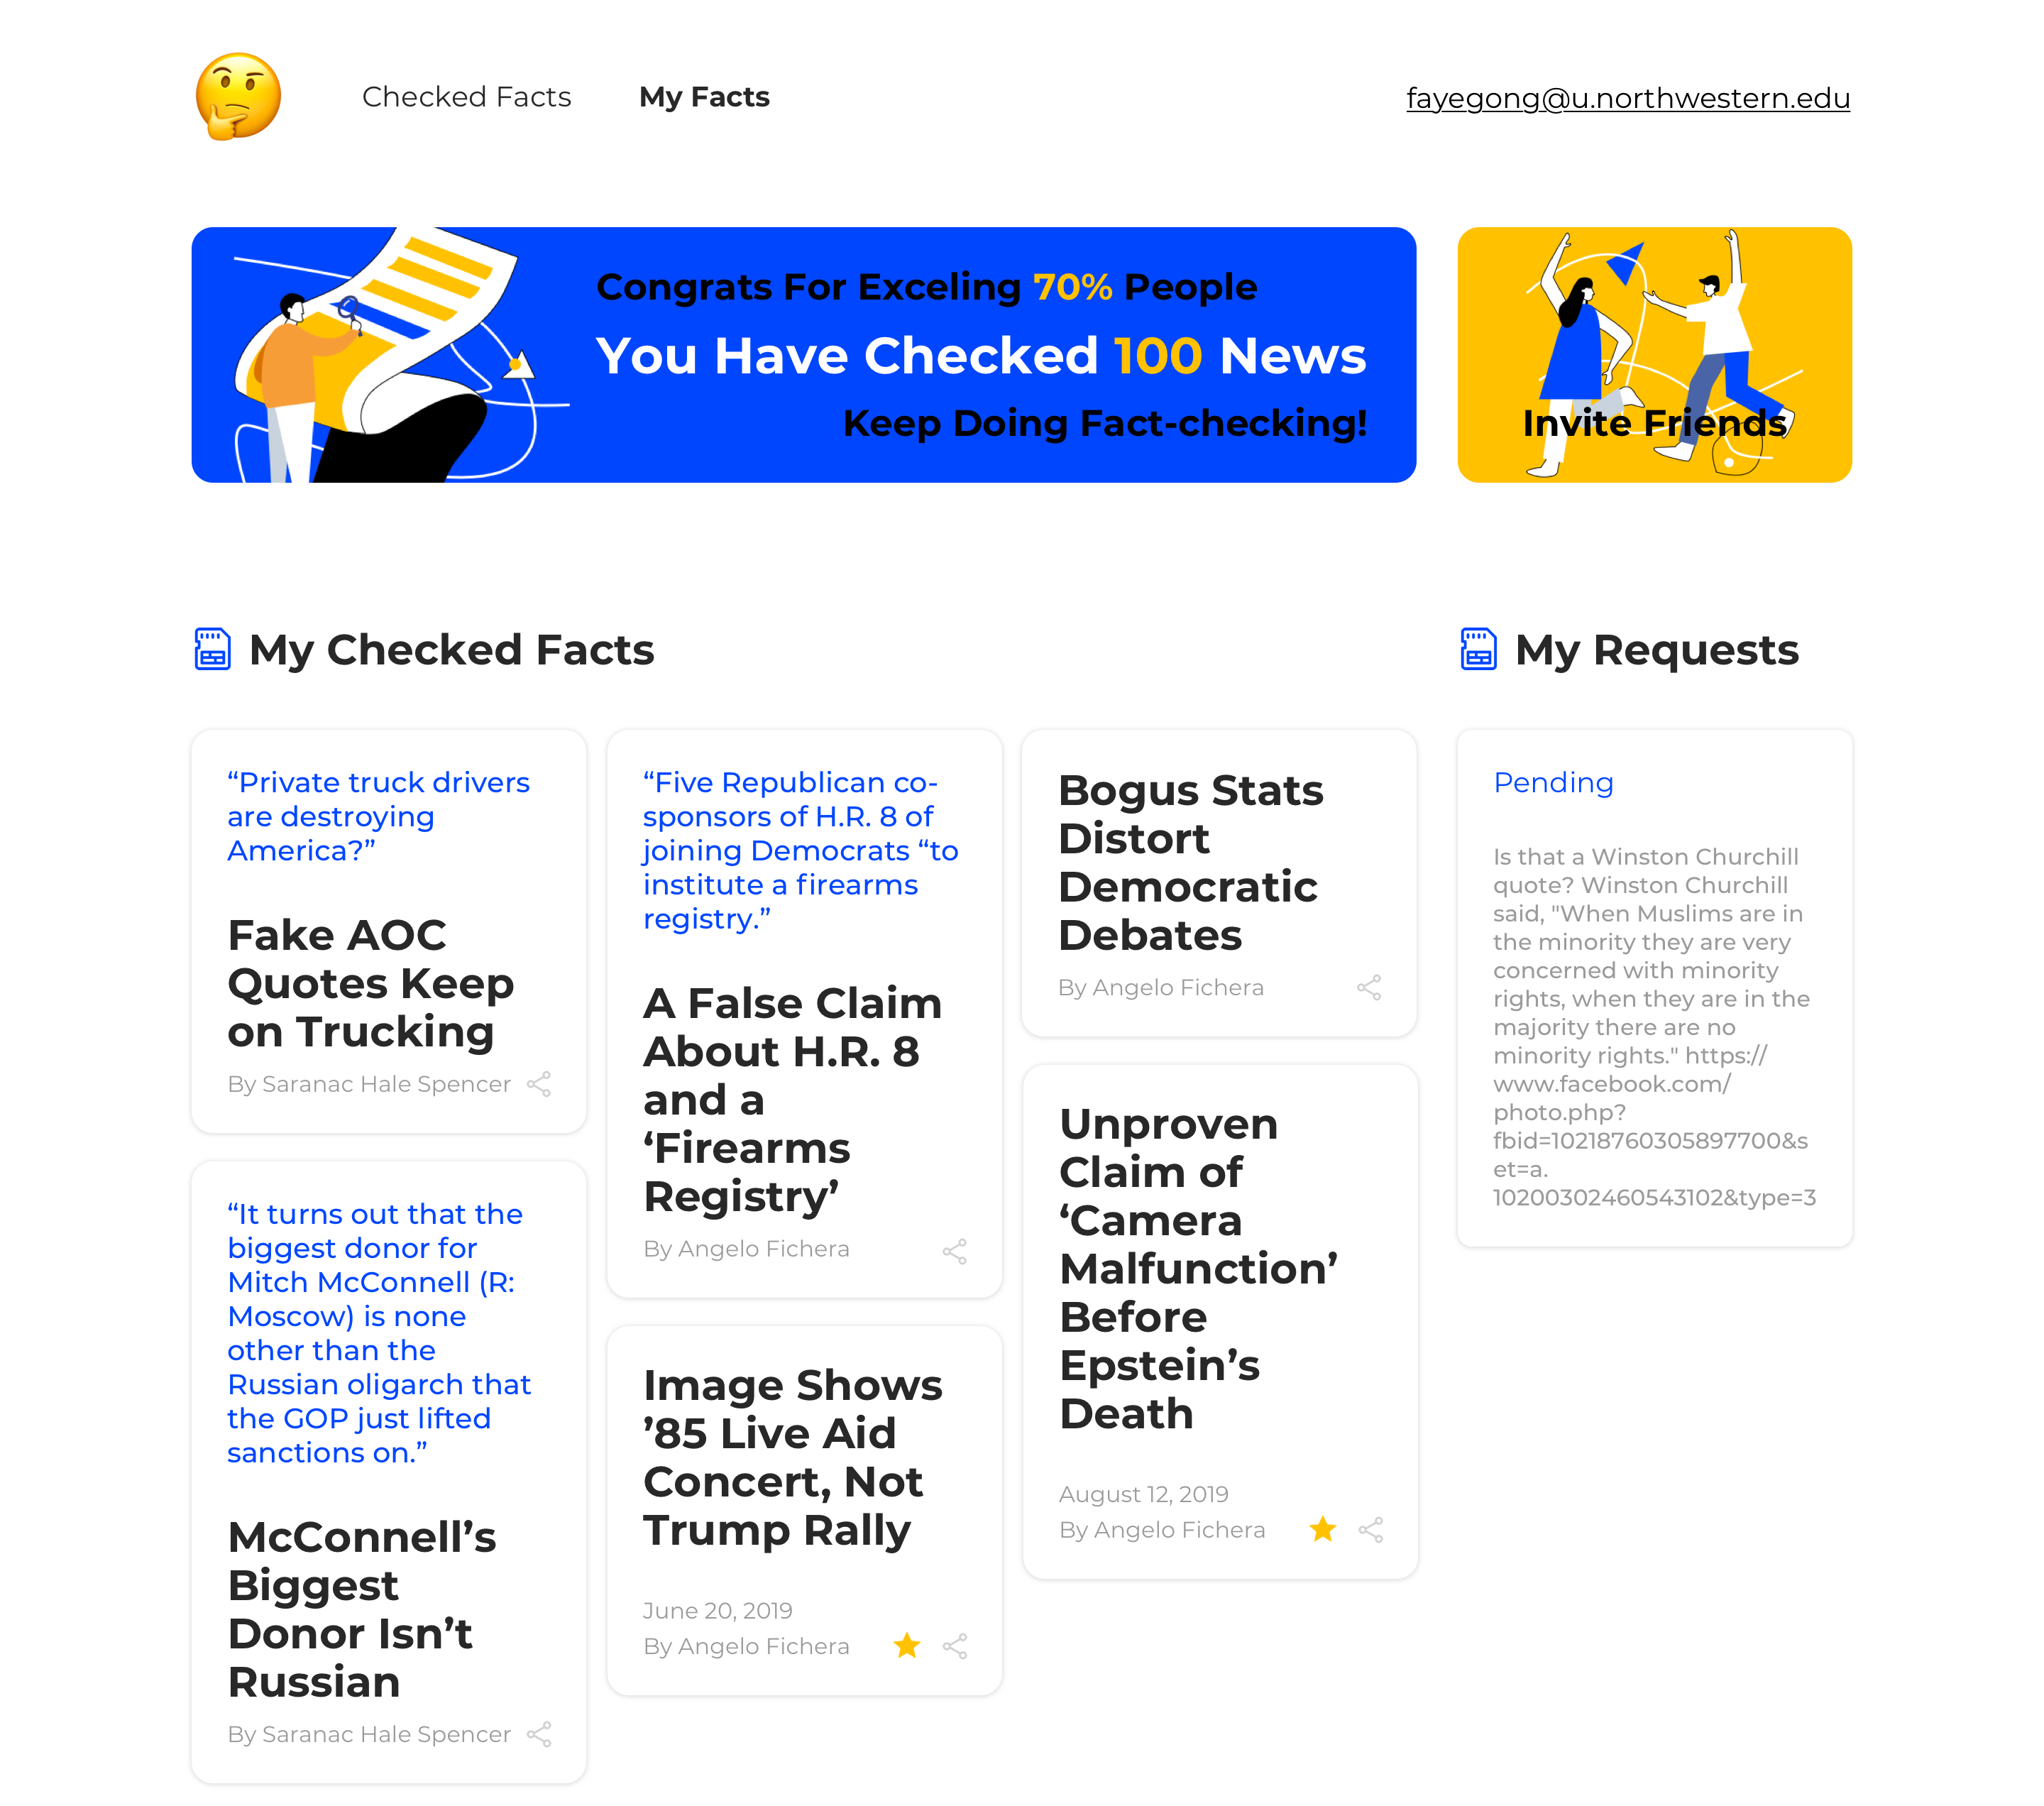 Checked Facts
My Facts
fayegong@u.northwestern.edu
Congrats For Exceling 70% People
You Have Checked 100 News
Keep Doing Fact-checking!
Invite Friends
My Checked Facts
“Private truck drivers
are destroying
America?”
Fake AOC
Quotes Keep
on Trucking
By Saranac Hale Spencer
“It turns out that the
biggest donor for
Mitch McConnell (R:
Moscow) is none
other than the
Russian oligarch that
the GOP just lifted
sanctions on.”
McConnell’s
Biggest
Donor Isn’t
Russian
By Saranac Hale Spencer
“Five Republican co-
sponsors of H.R. 8 of
joining Democrats “to
institute a firearms
registry.”
A False Claim
About H.R. 8
and a
‘Firearms
Registry’
By Angelo Fichera
Image Shows
’85 Live Aid
Concert, Not
Trump Rally
June 20, 2019
By Angelo Fichera
Bogus Stats
Distort
Democratic
Debates
By Angelo Fichera
Unproven
Claim of
‘Camera
Malfunction’
Before
Epstein’s
Death
August 12, 2019
By Angelo Fichera
My Requests
Pending
Is that a Winston Churchill
quote? Winston Churchill
said, "When Muslims are in
the minority they are very
concerned with minority
rights, when they are in the
majority there are no
minority rights." https://
www.facebook.com/
photo.php?
fbid=10218760305897700&s
et=a.
10200302460543102&type=3